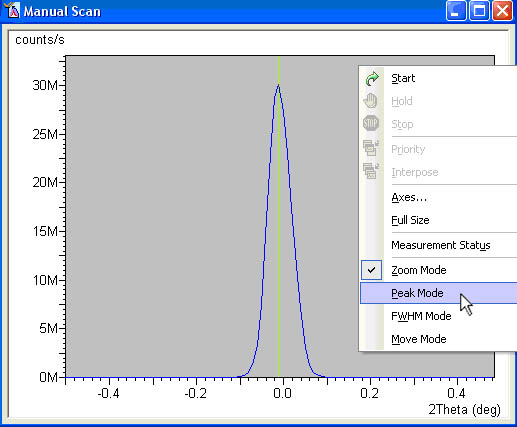 Manual Scan
counts/s
30M
25M
20M
15M
10M
5M
0M
-0.4
-0.2
0.0
0.2
0.4
2Theta (deg)
Start
Hold
Stop
Priority
Interpose
Axes...
Full Size
Measurement Status
Zoom Mode
Peak Mode
FWHM Mode
Move Mode